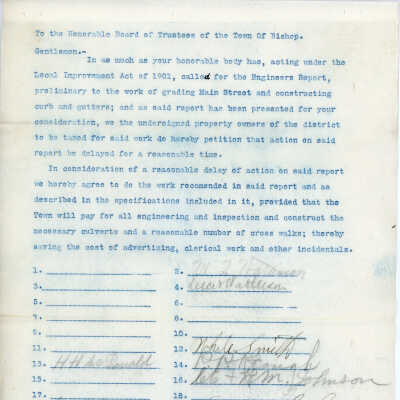 To the Honorable Board of Trustees of the Town Of Bishop.
Gentlemen.-
In as much as your honorable body has, acting under the
Local Improvement Act of 1901, called for the Engineers Report,
preliminary to the work of grading Main Street and constructing
curb and gutters; and as said report has been presented for your
consideration, we the undersigned property owners of the district
to be taxed for said work do hereby petition that action on said
report be delayed for a reasonable time.
In consideration of a reasonable delay of action on said report
we hereby agree to do the work recomended in said report and as
described in the specifications included in it, provided that the
Town will pay for all engineering and inspection and construct the
necessary culverts and a reasonable number of cross walks; thereby
saving the cost of advertising, clerical work and other incidentals.
1. 2.
3. 4.
5.
7.
9.
11. 10.
13. 12. Smith
15. 14.
17. 16. Johnson
18.